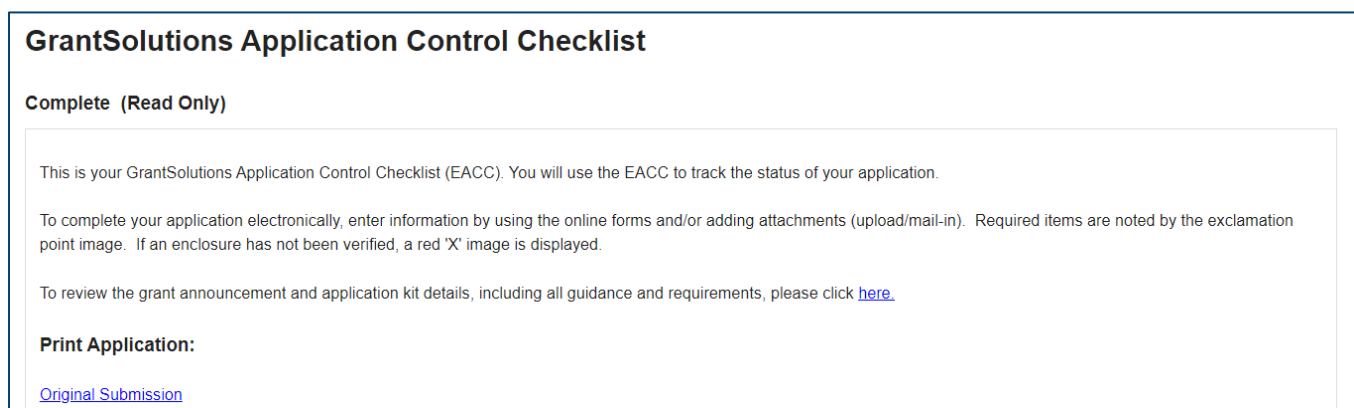 GrantSolutions Application Control Checklist
Complete (Read Only)
This is your GrantSolutions Application Control Checklist (EACC). You will use the EACC to track the status of your application.
To complete your application electronically, enter information by using the online forms and/or adding attachments (upload/mail-in). Required items are noted by the exclamation
point image. If an enclosure has not been verified, a red 'X' image is displayed.
To review the grant announcement and application kit details, including all guidance and requirements, please click here.
Print Application:
Original Submission